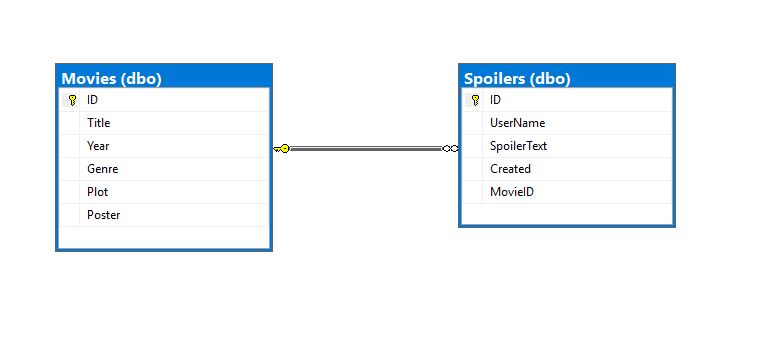 Movies (dbo)
ID
Title
Year
Genre
Plot
Poster
Spoilers (dbo)
ID
UserName
SpoilerText
Created
MovieID